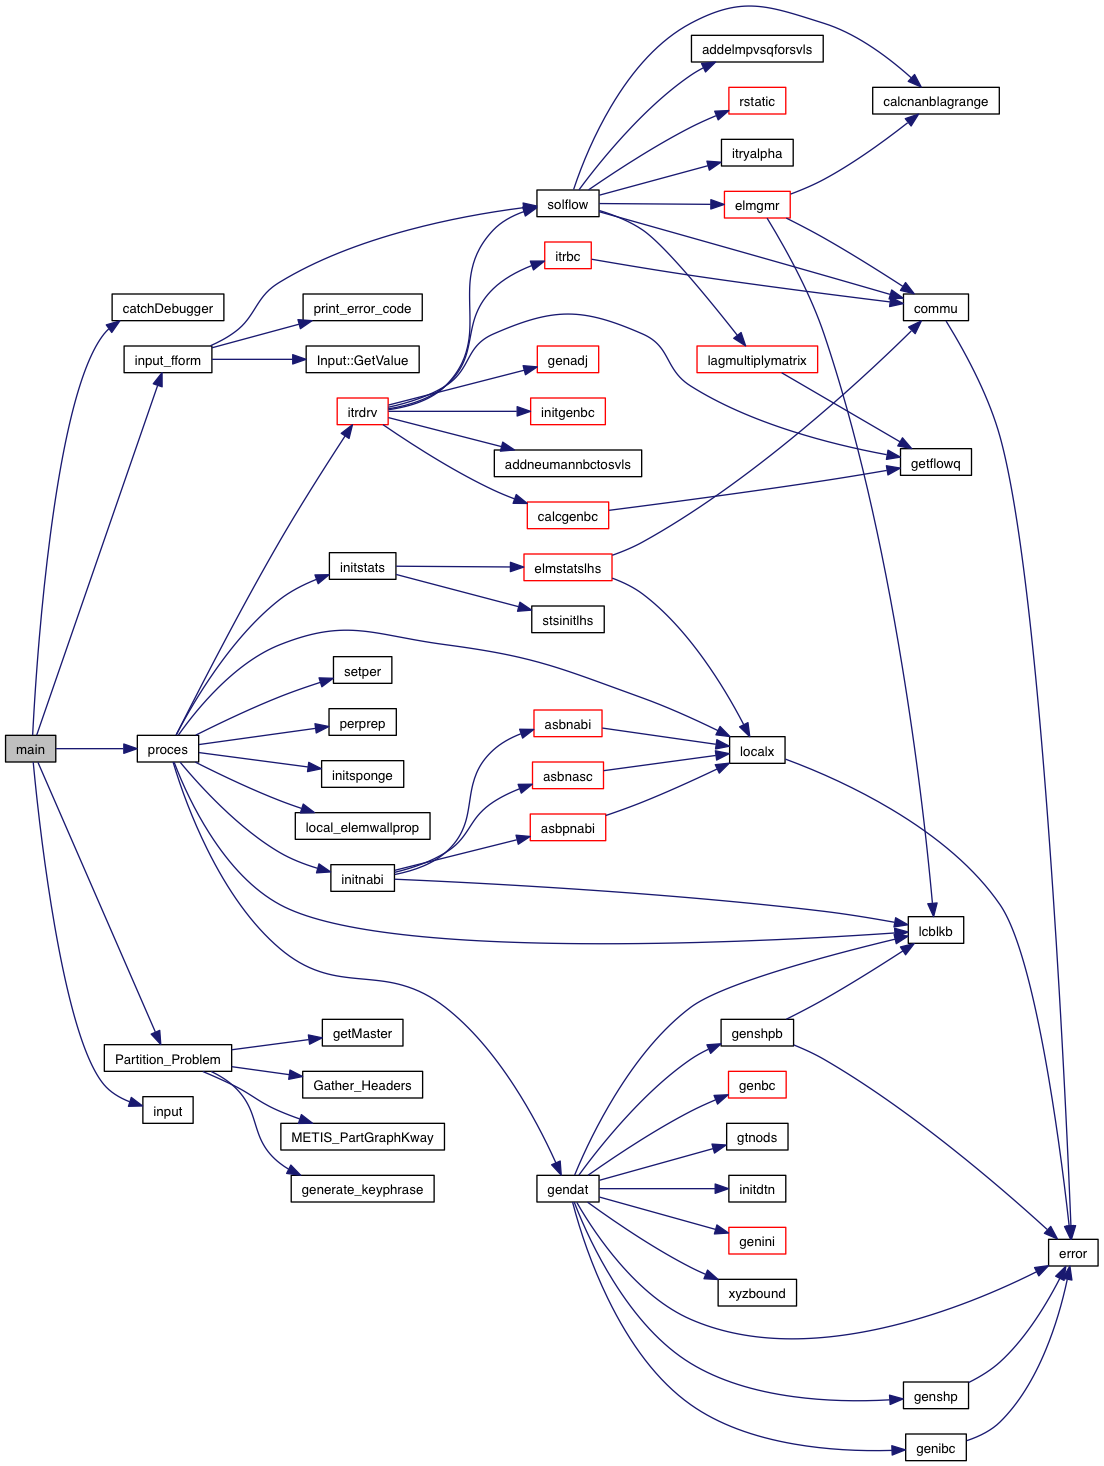 addelmpvsqforsvls
rstatic
calcnanblagrange
itryalpha
solflow
elmgmr
itrbc
catchDebugger
print_error_code
commu
input_fform
Input::GetValue
genadj
lagmultiplymatrix
itrdrv
initgenbc
addneumannbctosvls
getflowq
calcgenbc
initstats
elmstatslhs
stsinitlhs
setper
perprep
asbnabi
main
proces
localx
initsponge
asbnasc
local_elemwallprop
asbpnabi
initnabi
lcblkb
getMaster
genshpb
Partition_Problem
Gather_Headers
genbc
input
METIS_PartGraphKway
gtnods
generate_keyphrase
gendat
initdtn
genini
error
xyzbound
genshp
genibc